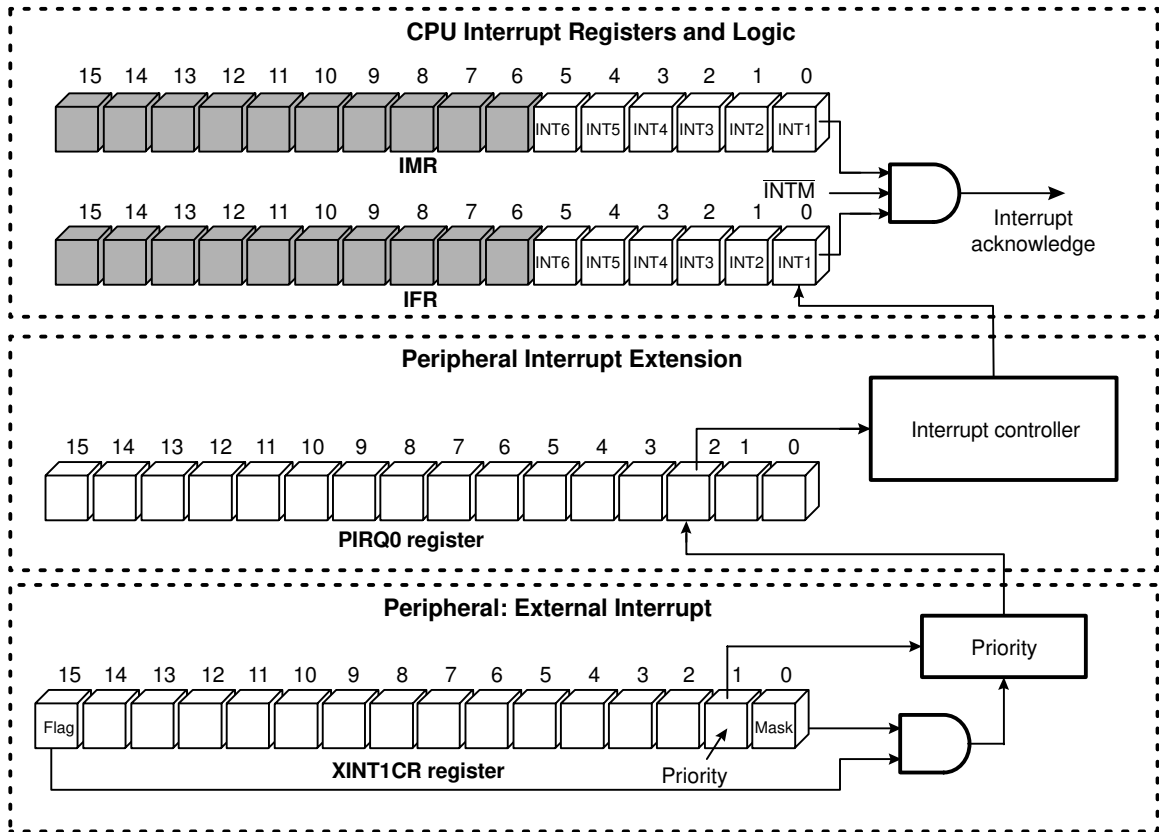 CPU Interrupt Registers and Logic
15 14 13 12 11 10 9 8 7 6 5 4 3 2 1 0
INT6 INT5 INT4 INT3 INT2 INT1
IMR
INTM
15 14 13 12 11 10 9 8 7 6 5 4 3 2 1 0
Interrupt
acknowledge
INT6 INT5 INT4 INT3 INT2 INT1
IFR
Peripheral Interrupt Extension
Interrupt controller
15 14 13 12 11 10 9 8 7 6 5 4 3 2 1 0
PIRQ0 register
Peripheral: External Interrupt
Priority
15 14 13 12 11 10 9 8 7 6 5 4 3 2 1 0
Flag Mask
Priority
XINT1CR register